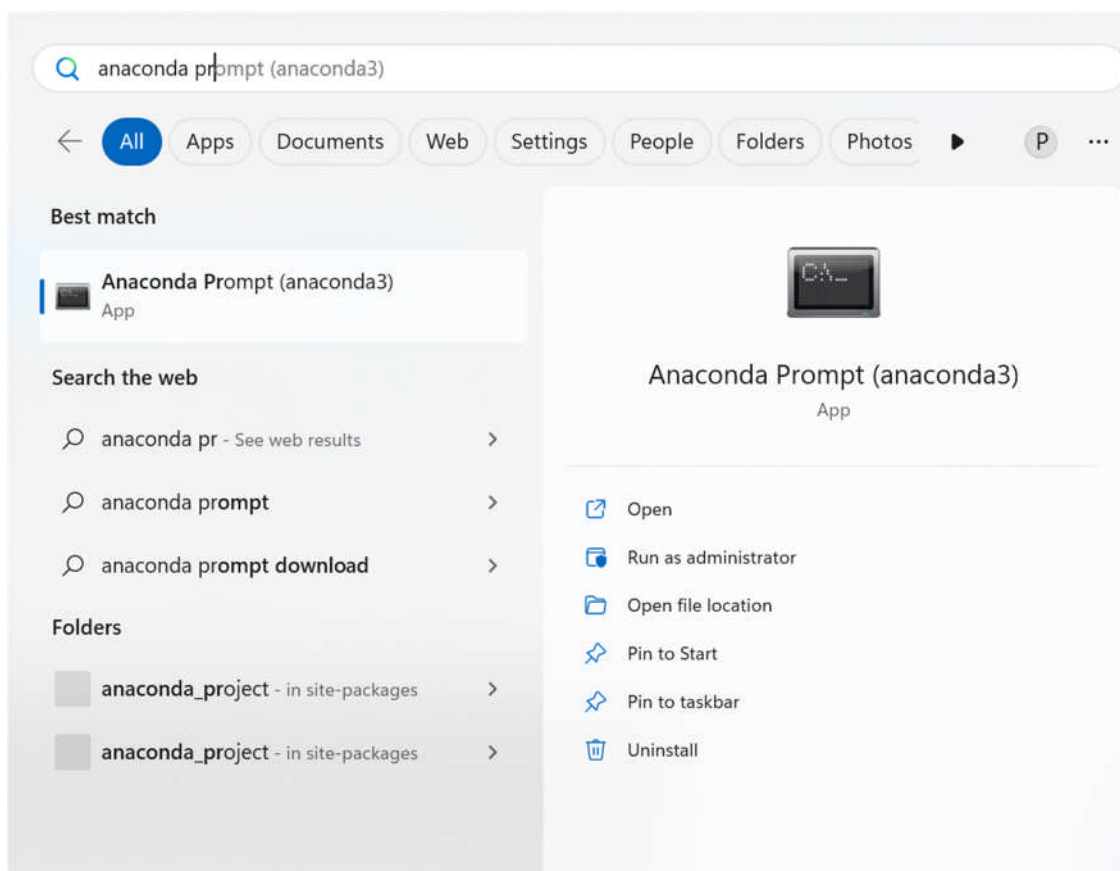 anaconda prompt (anaconda3)
All Apps Documents Web Settings People Folders Photos P ...
Best match
Anaconda Prompt (anaconda3)
App
Search the web
anaconda pr - See web results
anaconda prompt
anaconda prompt download
Folders
anaconda_project - in site-packages
anaconda_project - in site-packages
C:\_
Anaconda Prompt (anaconda3)
App
Open
Run as administrator
Open file location
Pin to Start
Pin to taskbar
Uninstall